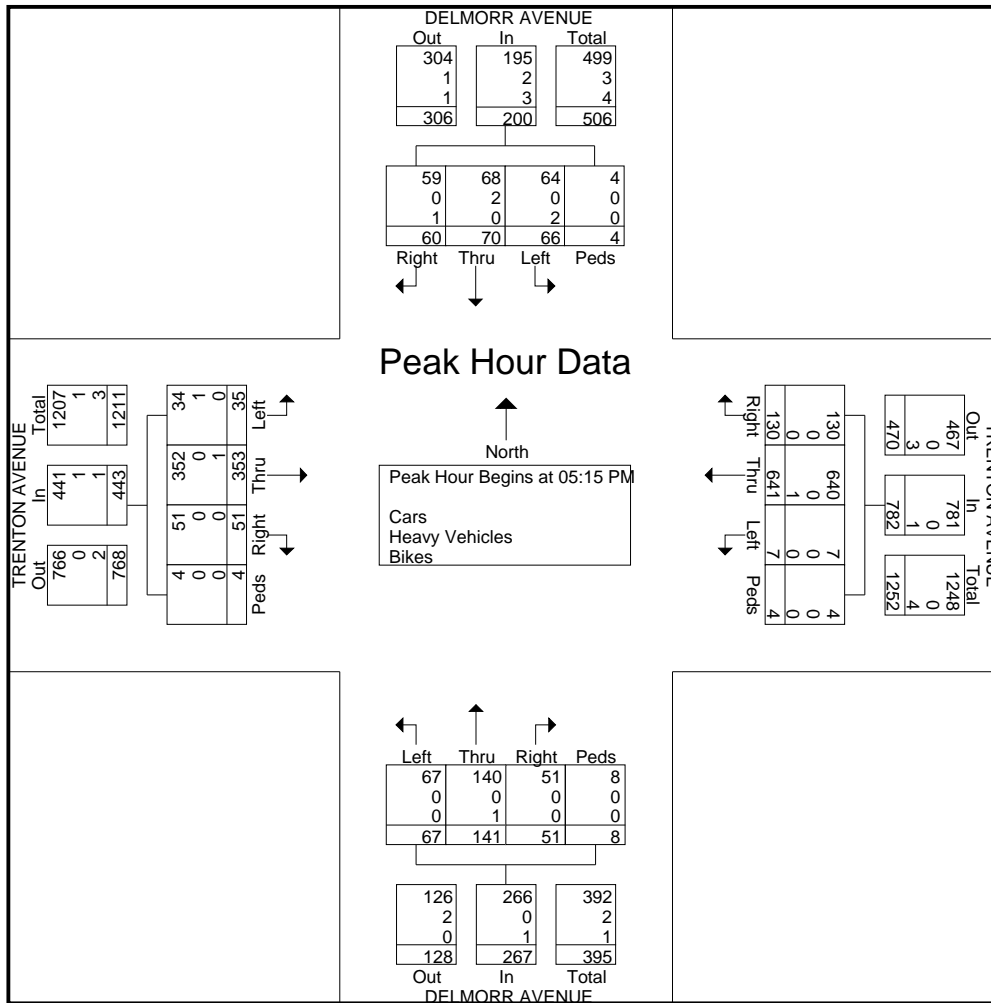 DELMORR AVENUE
Out In Total
304 195 499
1 2 3
1 3 4
306 200 506
59 68 64 4
0 2 0 0
1 0 2 0
60 70 66 4
Right Thru Left Peds
Peak Hour Data
North
Peak Hour Begins at 05:15 PM
Cars
Heavy Vehicles
Bikes
TRENTON AVENUE
Out In Total
766 441 1207
0 1 1
2 1 3
768 443 1211
4 51 352 34
0 0 0 1
0 0 1 0
4 51 353 35
Peds Right Thru Left
TRENTON AVENUE
Out In Total
467 781 1248
0 0 0
3 1 4
470 782 1252
130 640 7 4
0 0 0 0
0 1 0 0
130 641 7 4
Right Thru Left Peds
Left Thru Right Peds
67 140 51 8
0 0 0 0
0 1 0 0
67 141 51 8
126 266 392
2 0 2
0 1 1
128 267 395
Out In Total
DELMORR AVENUE